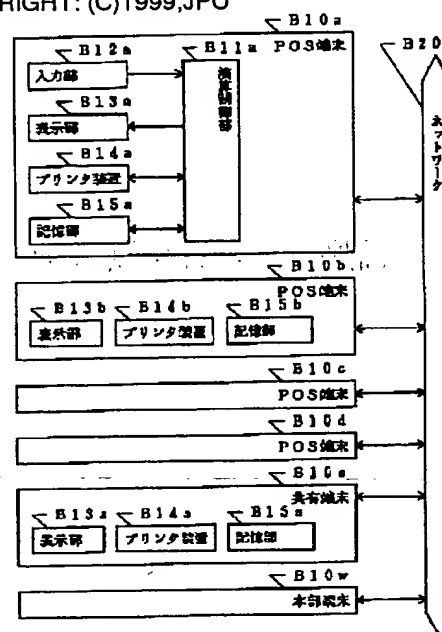 RIGHT: (C)1999,JPO
B10a
B12a
B11a
POS端末
B20
入力部
演算制御部
ネットワーク
B13a
表示部
B14a
プリンタ装置
B15a
記憶部
B10b
POS端末
B13b
B14b
B15b
表示部
プリンタ装置
記憶部
B10c
POS端末
B10d
POS端末
B10s
共有端末
B13s
B14s
B15s
表示部
プリンタ装置
記憶部
B10w
本部端末